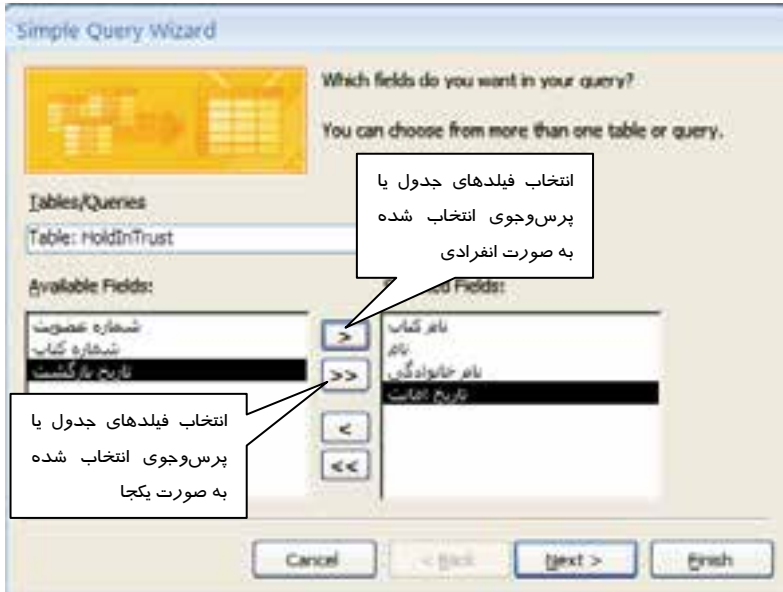 Simple Query Wizard
Which fields do you want in your query?
You can choose from more than one table or query.
انتخاب فیلدهای جدول یا
پرس‌وجوی انتخاب شده
به صورت انفرادی
Tables/Queries
Table: HoldInTrust
Available Fields:
Fields:
شماره عضویت
شماره کتاب
تاریخ بازگشت
>
>>
<
<<
نام کتاب
نام
نام خانوادگی
تاریخ امانت
انتخاب فیلدهای جدول یا
پرس‌وجوی انتخاب شده
به صورت یکجا
Cancel
< Back
Next >
Finish